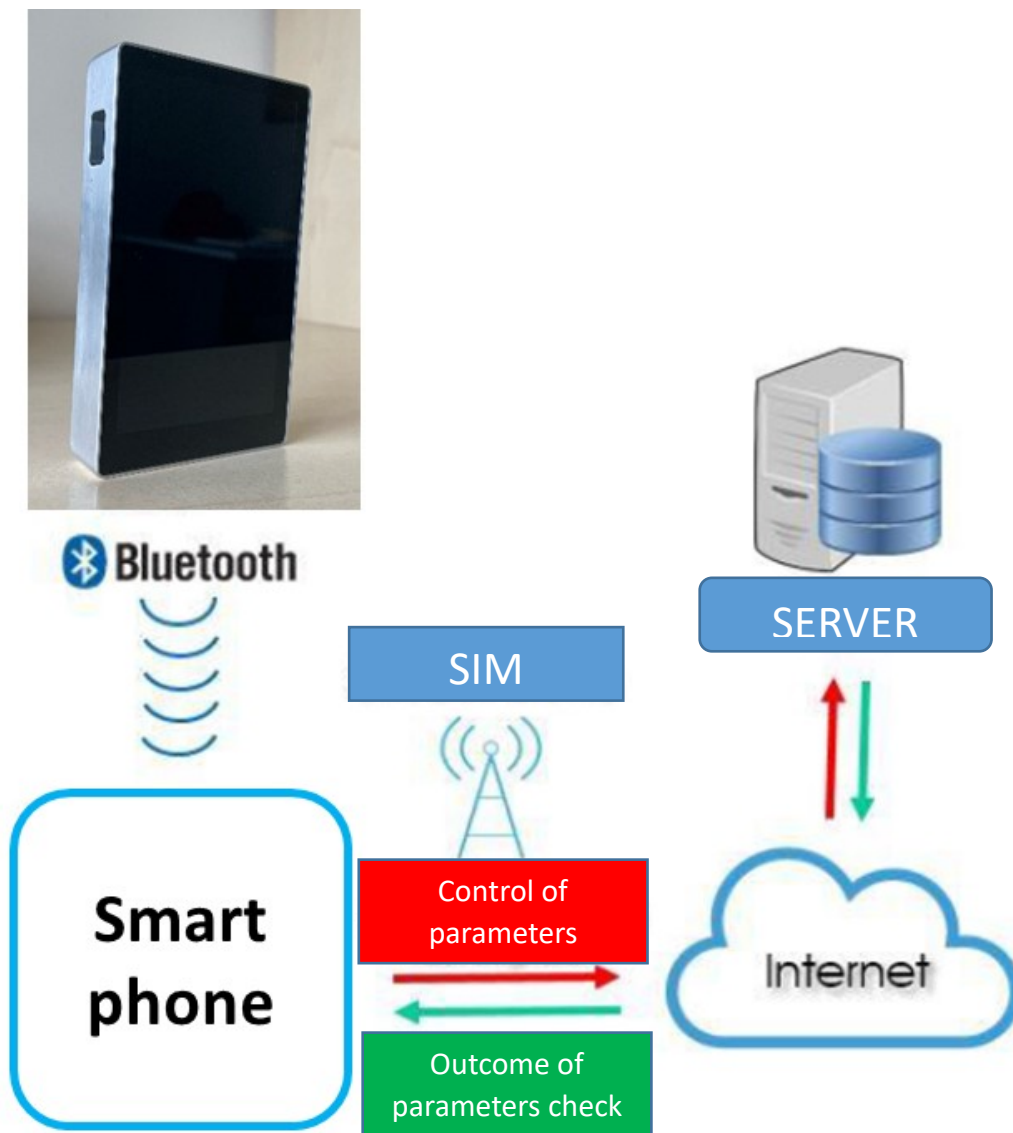 Bluetooth
SIM
SERVER
Smart
phone
Control of
parameters
Internet
Outcome of
parameters check